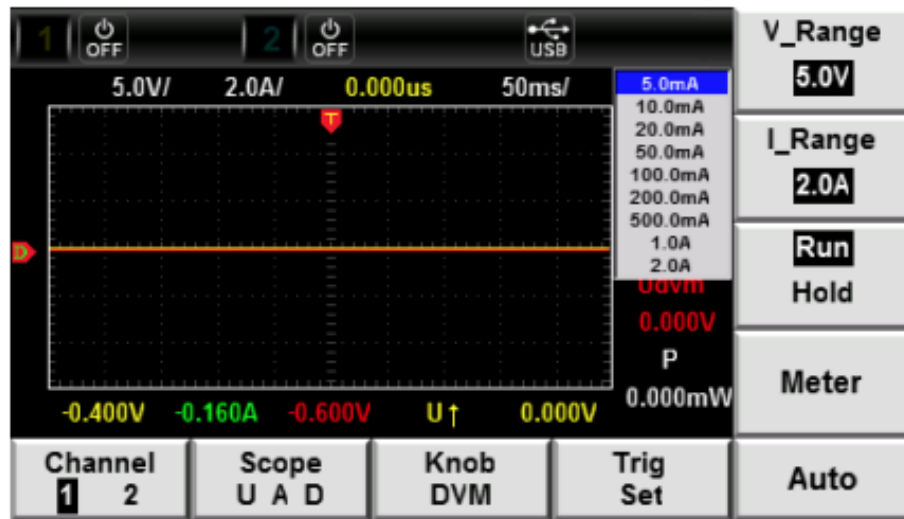 1 OFF 2 OFF USB
5.0V/ 2.0A/ 0.000us 50ms/
T
D
5.0mA
10.0mA
20.0mA
50.0mA
100.0mA
200.0mA
500.0mA
1.0A
2.0A
Udvm
0.000V
P
0.000mW
-0.400V -0.160A -0.600V U↑ 0.000V
V_Range
5.0V
I_Range
2.0A
Run
Hold
Meter
Auto
Channel
1 2
Scope
U A D
Knob
DVM
Trig
Set